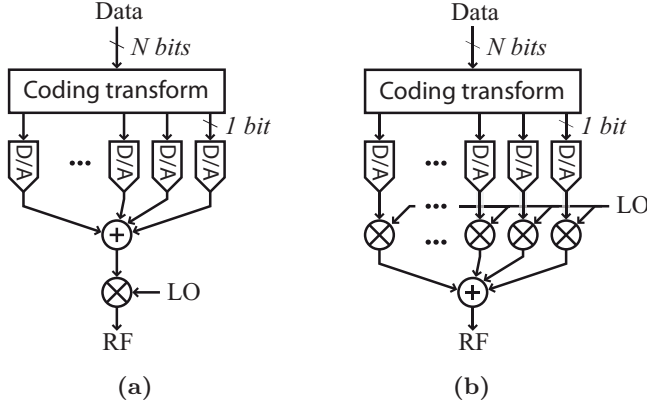 Data
N bits
Coding transform
1 bit
D/A
...
D/A
D/A
D/A
+
LO
RF
(a)
Data
N bits
Coding transform
1 bit
D/A
...
D/A
D/A
D/A
...
LO
...
+
RF
(b)